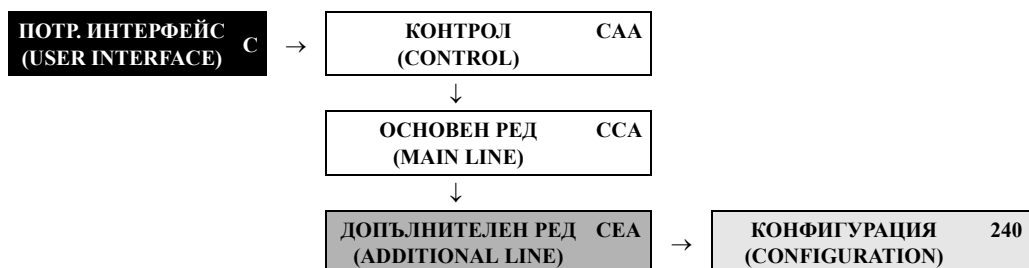 ПОТР. ИНТЕРФЕЙС C → КОНТРОЛ CAA
(USER INTERFACE) (CONTROL)
↓
ОСНОВЕН РЕД CCA
(MAIN LINE)
↓
ДОПЪЛНИТЕЛЕН РЕД CEA → КОНФИГУРАЦИЯ 240
(ADDITIONAL LINE) (CONFIGURATION)